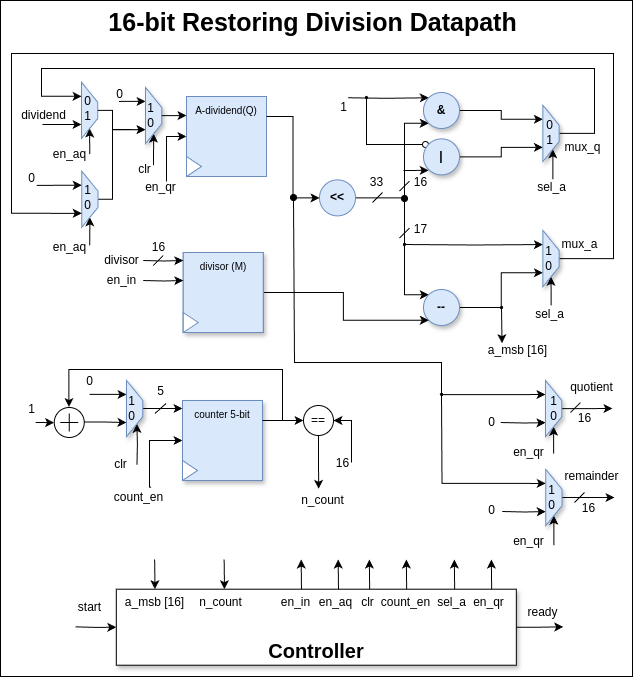 16-bit Restoring Division Datapath
0
1
dividend
en_aq
0
1
0
en_aq
0
1
0
clr
en_qr
A-dividend(Q)
<<
33
16
17
1
&
|
0
1
mux_q
sel_a
divisor
16
en_in
divisor (M)
--
1
0
mux_a
sel_a
a_msb [16]
1
0
1
0
clr
5
count_en
counter 5-bit
==
16
n_count
1
0
0
quotient
16
en_qr
1
0
0
remainder
16
en_qr
start
a_msb [16]
n_count
en_in
en_aq
clr
count_en
sel_a
en_qr
ready
Controller